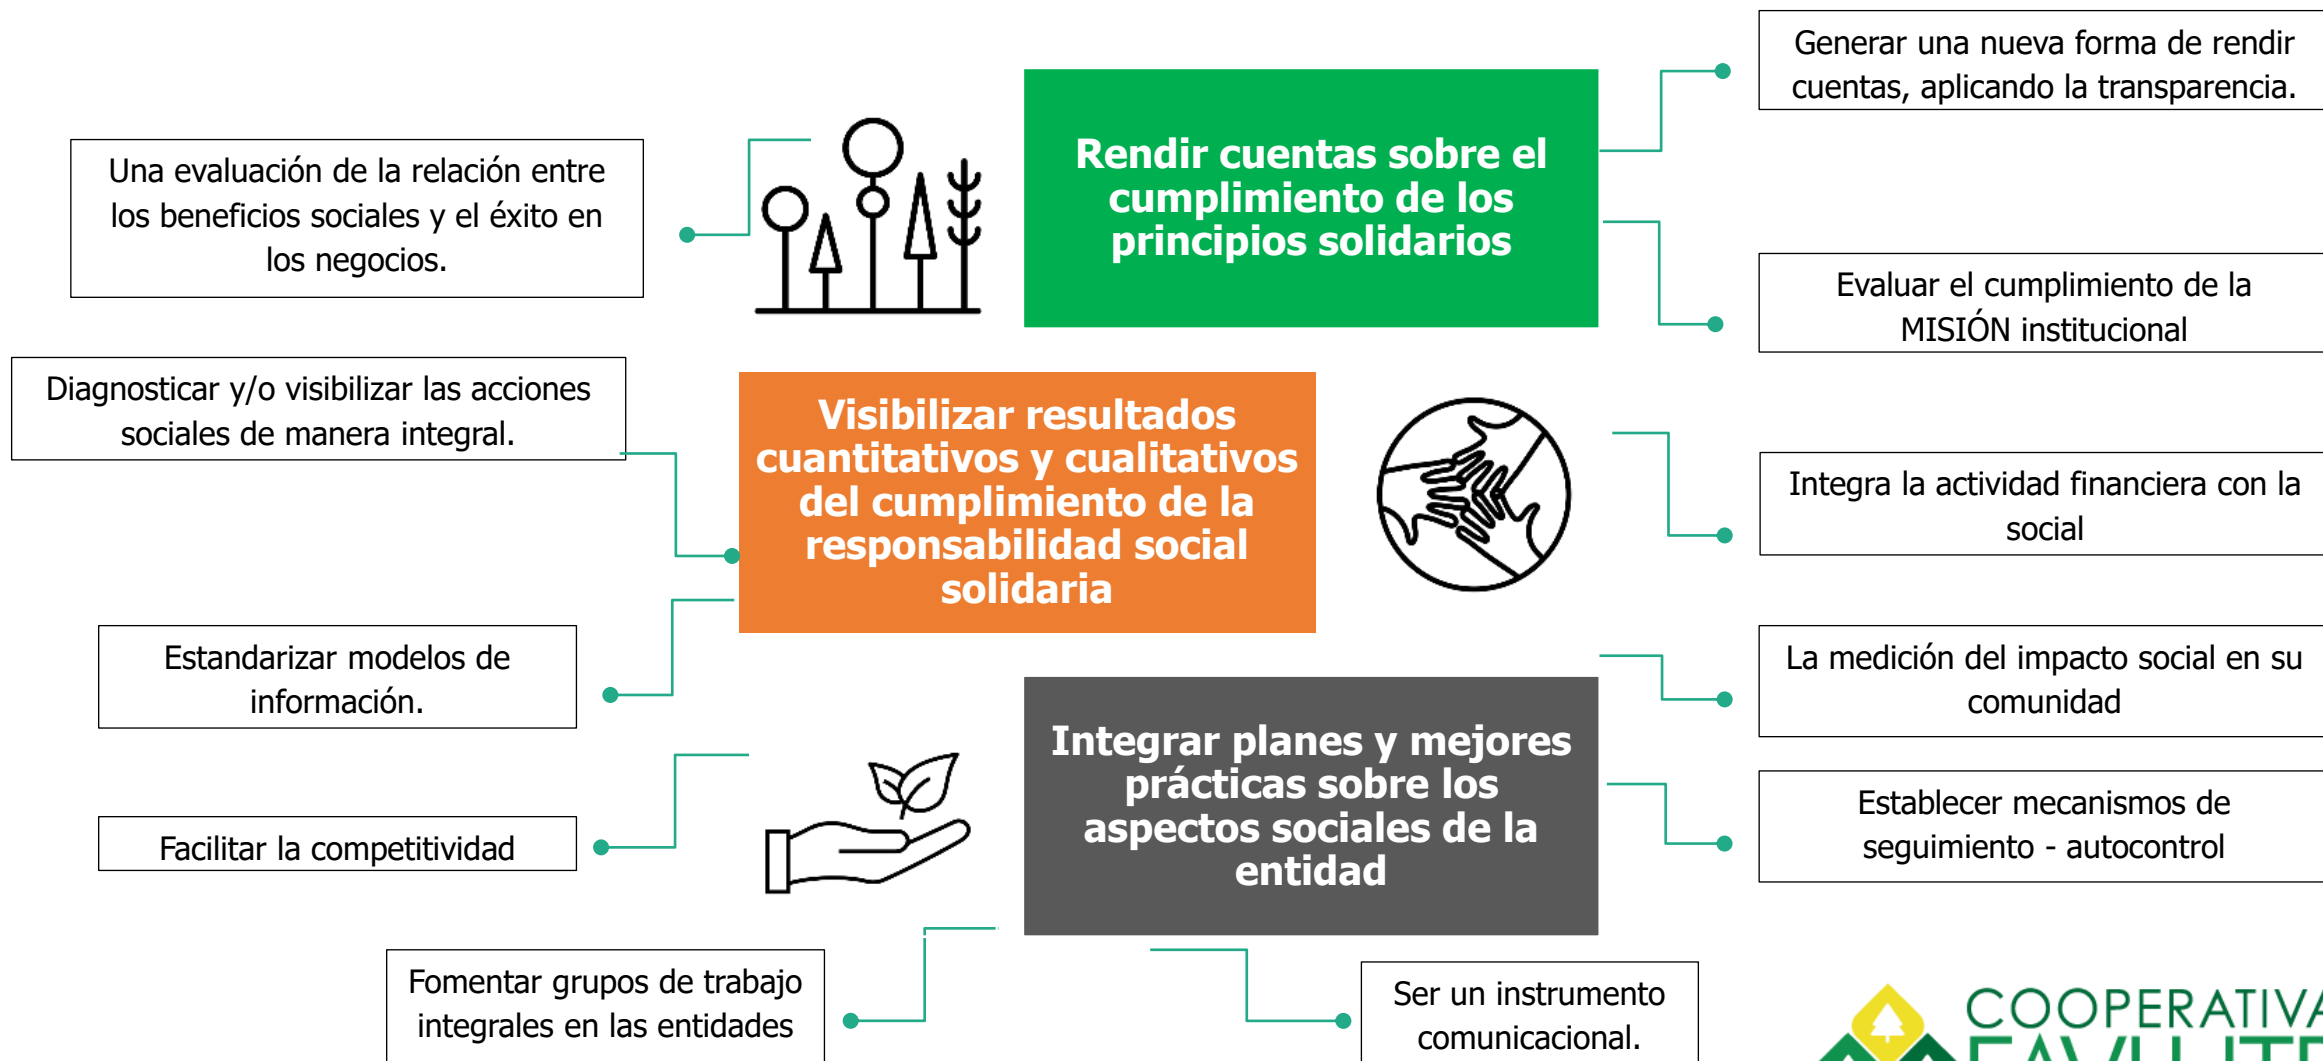 Generar una nueva forma de rendir
cuentas, aplicando la transparencia.
Rendir cuentas sobre el
cumplimiento de los
principios solidarios
Una evaluación de la relación entre
los beneficios sociales y el éxito en
los negocios.
Evaluar el cumplimiento de la
MISIÓN institucional
Diagnosticar y/o visibilizar las acciones
sociales de manera integral.
Visibilizar resultados
cuantitativos y cualitativos
del cumplimiento de la
responsabilidad social
solidaria
Integra la actividad financiera con la
social
Estandarizar modelos de
información.
La medición del impacto social en su
comunidad
Integrar planes y mejores
prácticas sobre los
aspectos sociales de la
entidad
Facilitar la competitividad
Establecer mecanismos de
seguimiento - autocontrol
Fomentar grupos de trabajo
integrales en las entidades
Ser un instrumento
comunicacional.
COOPERATIVA